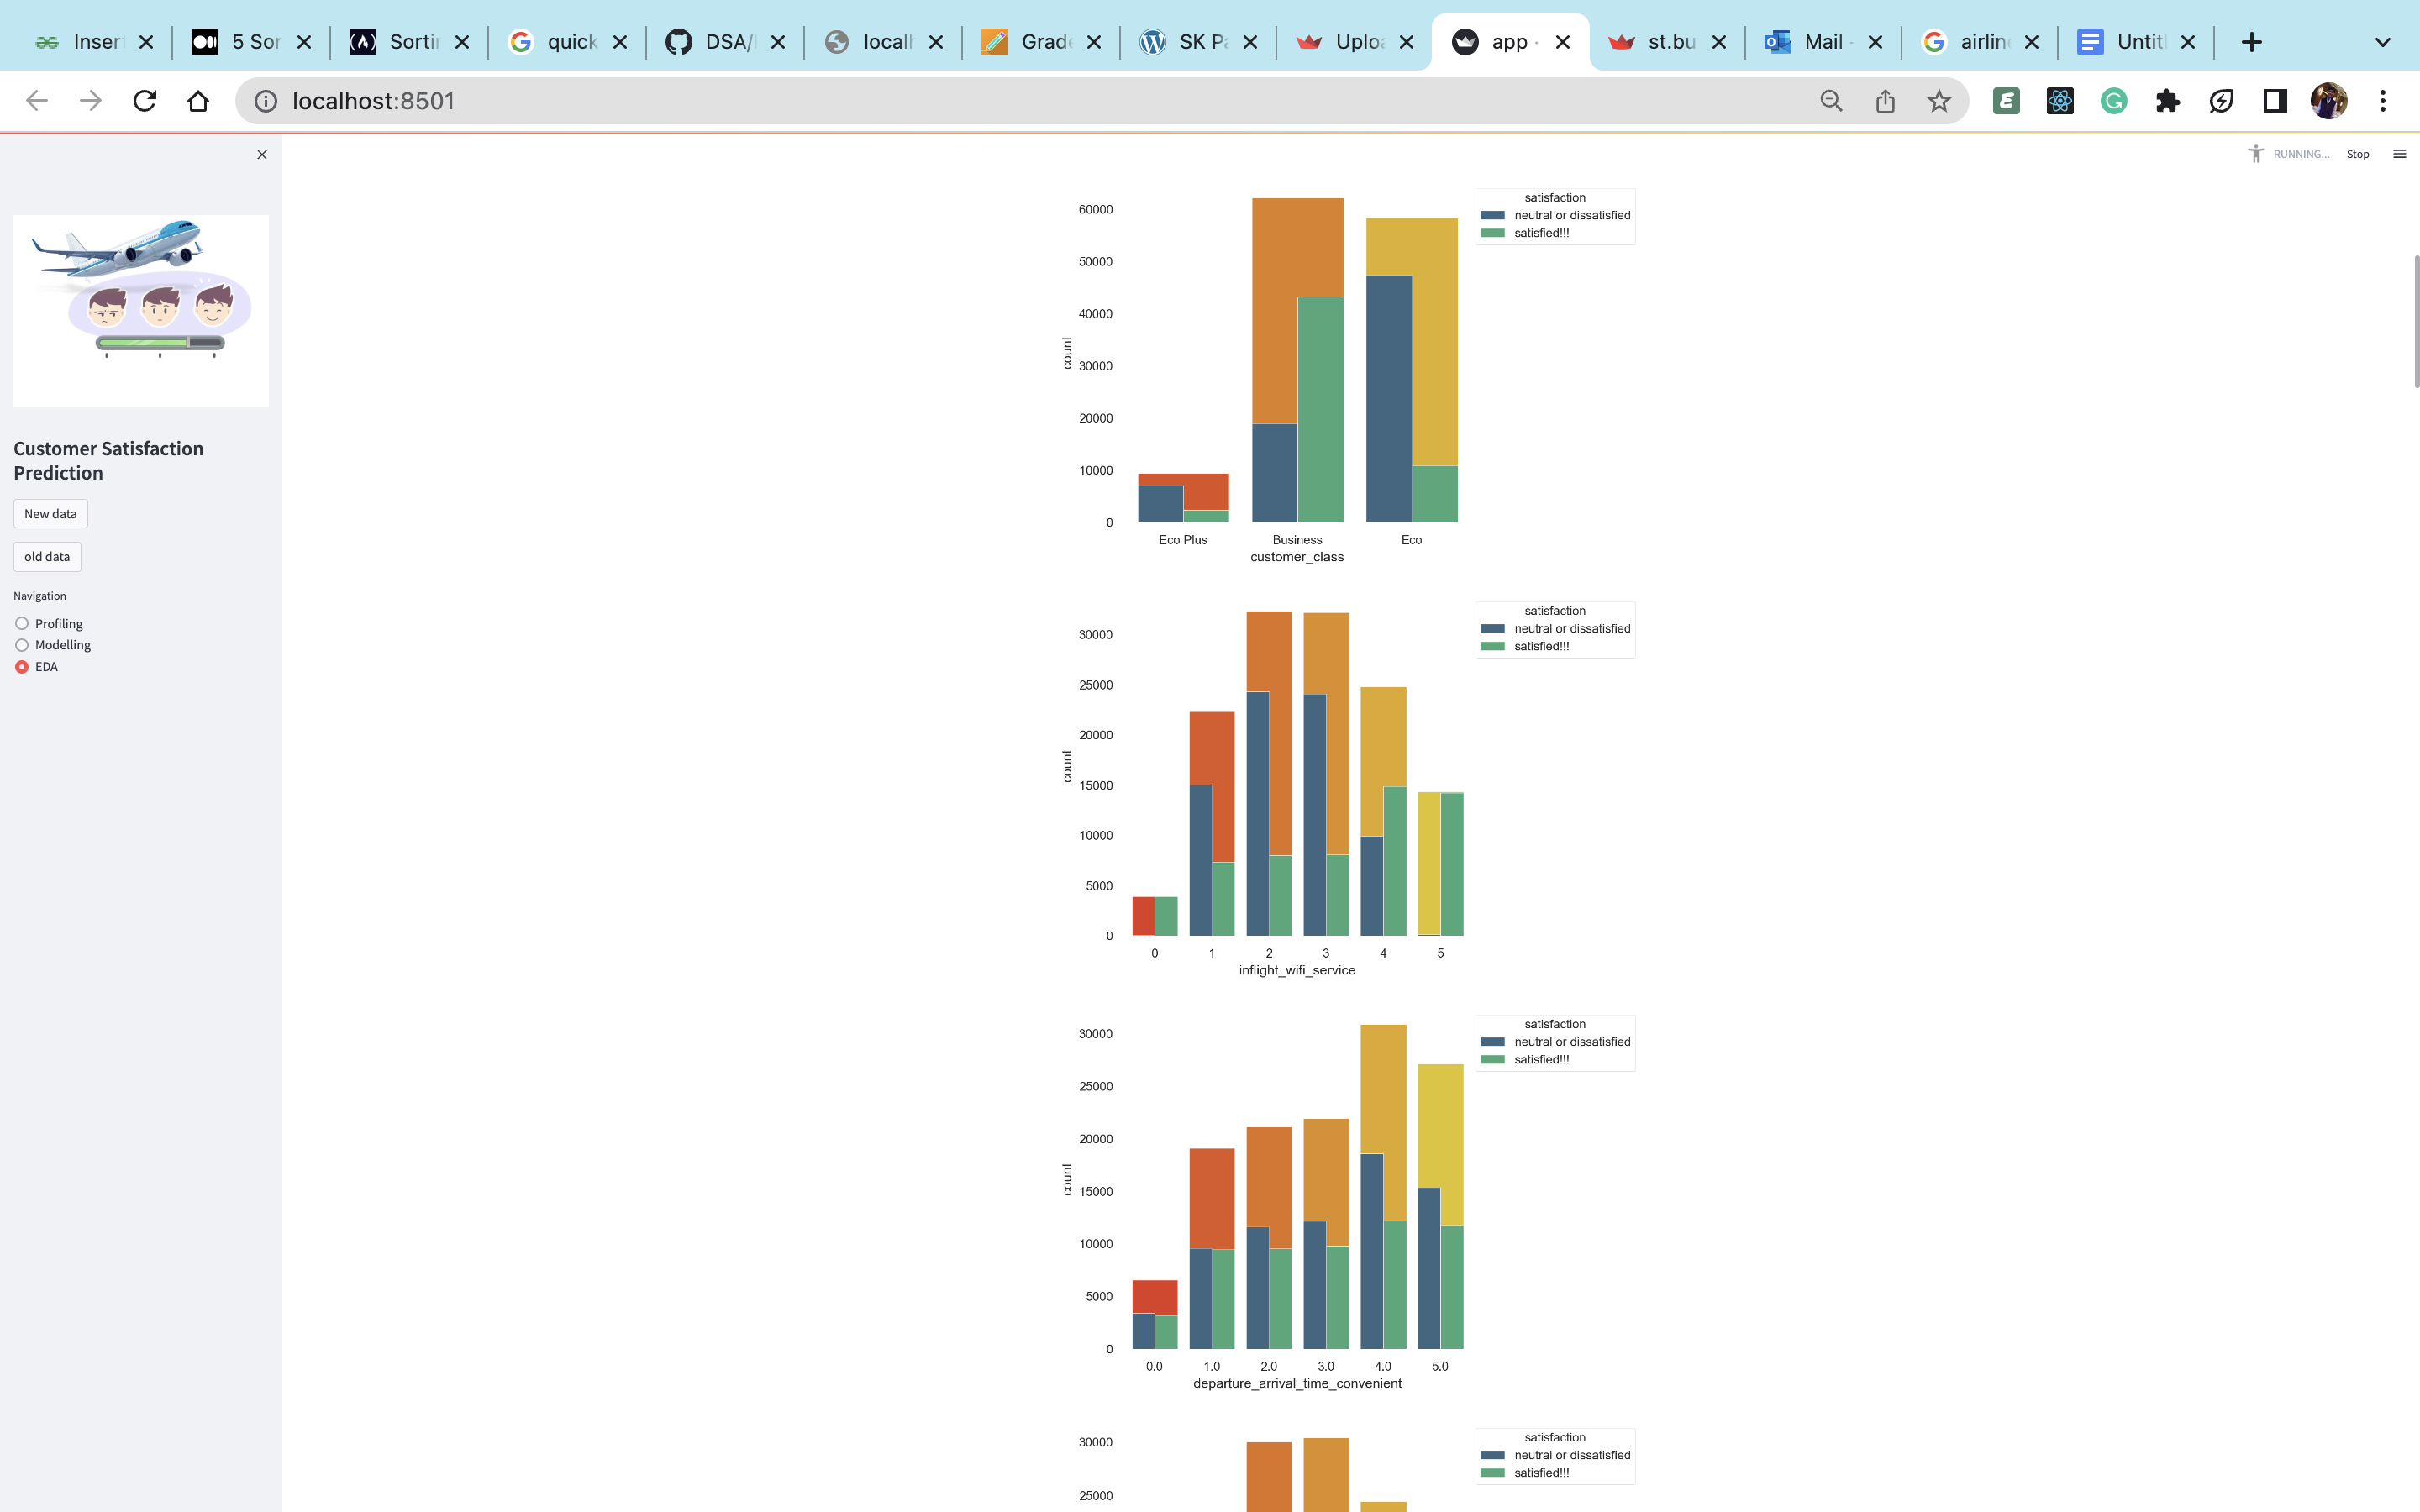 Inser
5 Sor
Sortir
quick
DSA/
localh
Grade
SK Pa
Uploa
app ·
st.bu
Mail -
airlin
Untit
localhost:8501
RUNNING...
Stop
Customer Satisfaction
Prediction
New data
old data
Navigation
Profiling
Modelling
EDA
satisfaction
neutral or dissatisfied
satisfied!!!
60000
50000
40000
30000
20000
10000
0
count
Eco Plus Business Eco
customer_class
satisfaction
neutral or dissatisfied
satisfied!!!
30000
25000
20000
15000
10000
5000
0
count
0 1 2 3 4 5
inflight_wifi_service
satisfaction
neutral or dissatisfied
satisfied!!!
30000
25000
20000
15000
10000
5000
0
count
0.0 1.0 2.0 3.0 4.0 5.0
departure_arrival_time_convenient
satisfaction
neutral or dissatisfied
satisfied!!!
30000
25000